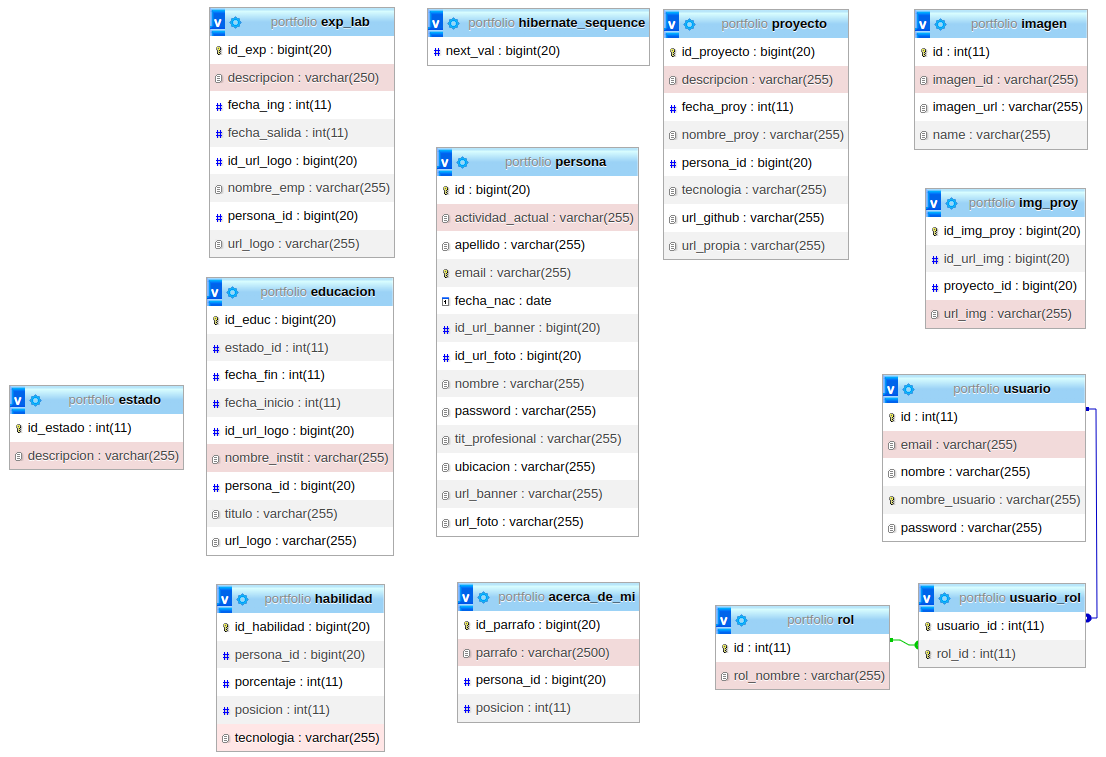 portfolio exp_lab
id_exp : bigint(20)
descripcion : varchar(250)
fecha_ing : int(11)
fecha_salida : int(11)
id_url_logo : bigint(20)
nombre_emp : varchar(255)
persona_id : bigint(20)
url_logo : varchar(255)
portfolio hibernate_sequence
next_val : bigint(20)
portfolio proyecto
id_proyecto : bigint(20)
descripcion : varchar(255)
fecha_proy : int(11)
nombre_proy : varchar(255)
persona_id : bigint(20)
tecnologia : varchar(255)
url_github : varchar(255)
url_propia : varchar(255)
portfolio imagen
id : int(11)
imagen_id : varchar(255)
imagen_url : varchar(255)
name : varchar(255)
portfolio persona
id : bigint(20)
actividad_actual : varchar(255)
apellido : varchar(255)
email : varchar(255)
fecha_nac : date
id_url_banner : bigint(20)
id_url_foto : bigint(20)
nombre : varchar(255)
password : varchar(255)
tit_profesional : varchar(255)
ubicacion : varchar(255)
url_banner : varchar(255)
url_foto : varchar(255)
portfolio img_proy
id_img_proy : bigint(20)
id_url_img : bigint(20)
proyecto_id : bigint(20)
url_img : varchar(255)
portfolio educacion
id_educ : bigint(20)
estado_id : int(11)
fecha_fin : int(11)
fecha_inicio : int(11)
id_url_logo : bigint(20)
nombre_instit : varchar(255)
persona_id : bigint(20)
titulo : varchar(255)
url_logo : varchar(255)
portfolio estado
id_estado : int(11)
descripcion : varchar(255)
portfolio usuario
id : int(11)
email : varchar(255)
nombre : varchar(255)
nombre_usuario : varchar(255)
password : varchar(255)
portfolio habilidad
id_habilidad : bigint(20)
persona_id : bigint(20)
porcentaje : int(11)
posicion : int(11)
tecnologia : varchar(255)
portfolio acerca_de_mi
id_parrafo : bigint(20)
parrafo : varchar(2500)
persona_id : bigint(20)
posicion : int(11)
portfolio rol
id : int(11)
rol_nombre : varchar(255)
portfolio usuario_rol
usuario_id : int(11)
rol_id : int(11)